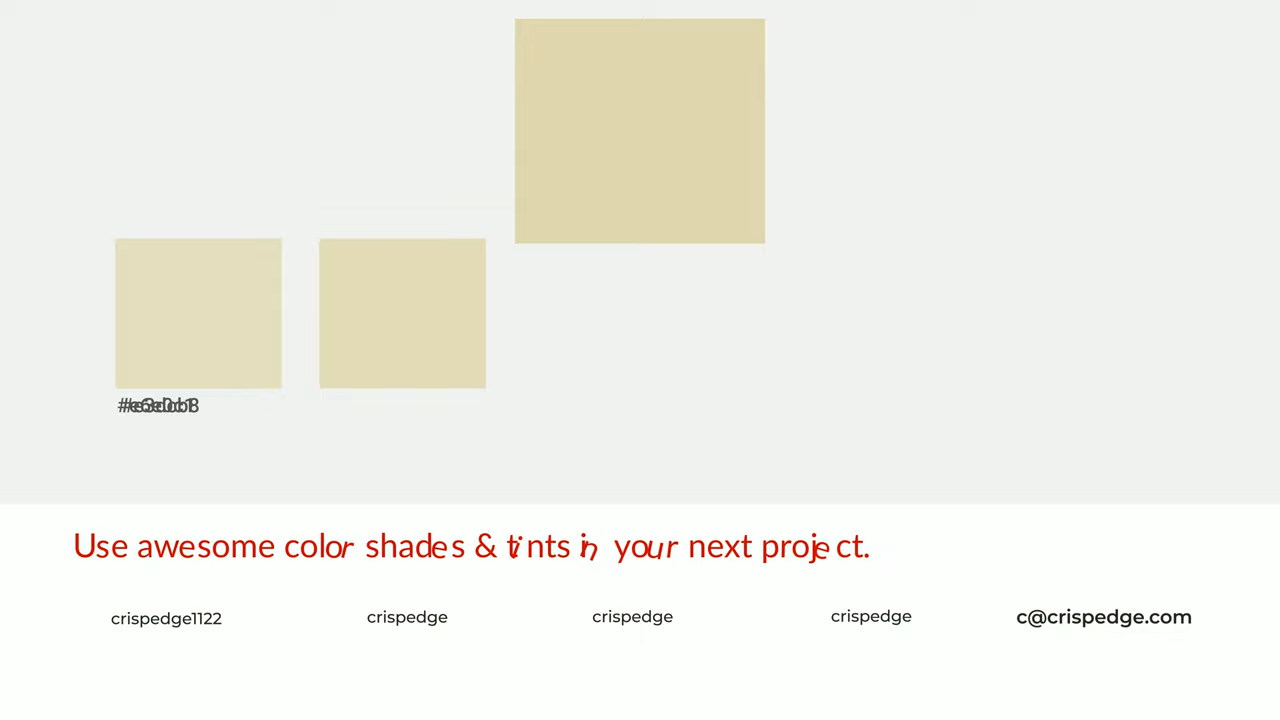 Use awesome color shades & tints in your next project.
crispedge1122 crispedge crispedge crispedge c@crispedge.com